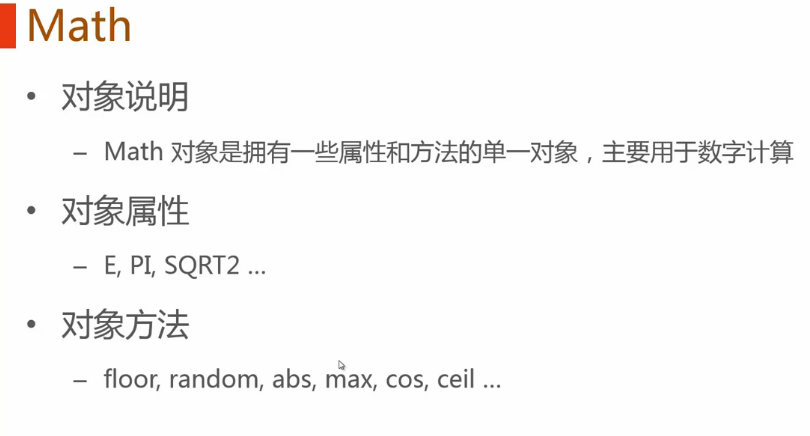 Math
• 对象说明
– Math 对象是拥有一些属性和方法的单一对象，主要用于数字计算
• 对象属性
– E, PI, SQRT2 ...
• 对象方法
– floor, random, abs, max, cos, ceil ...